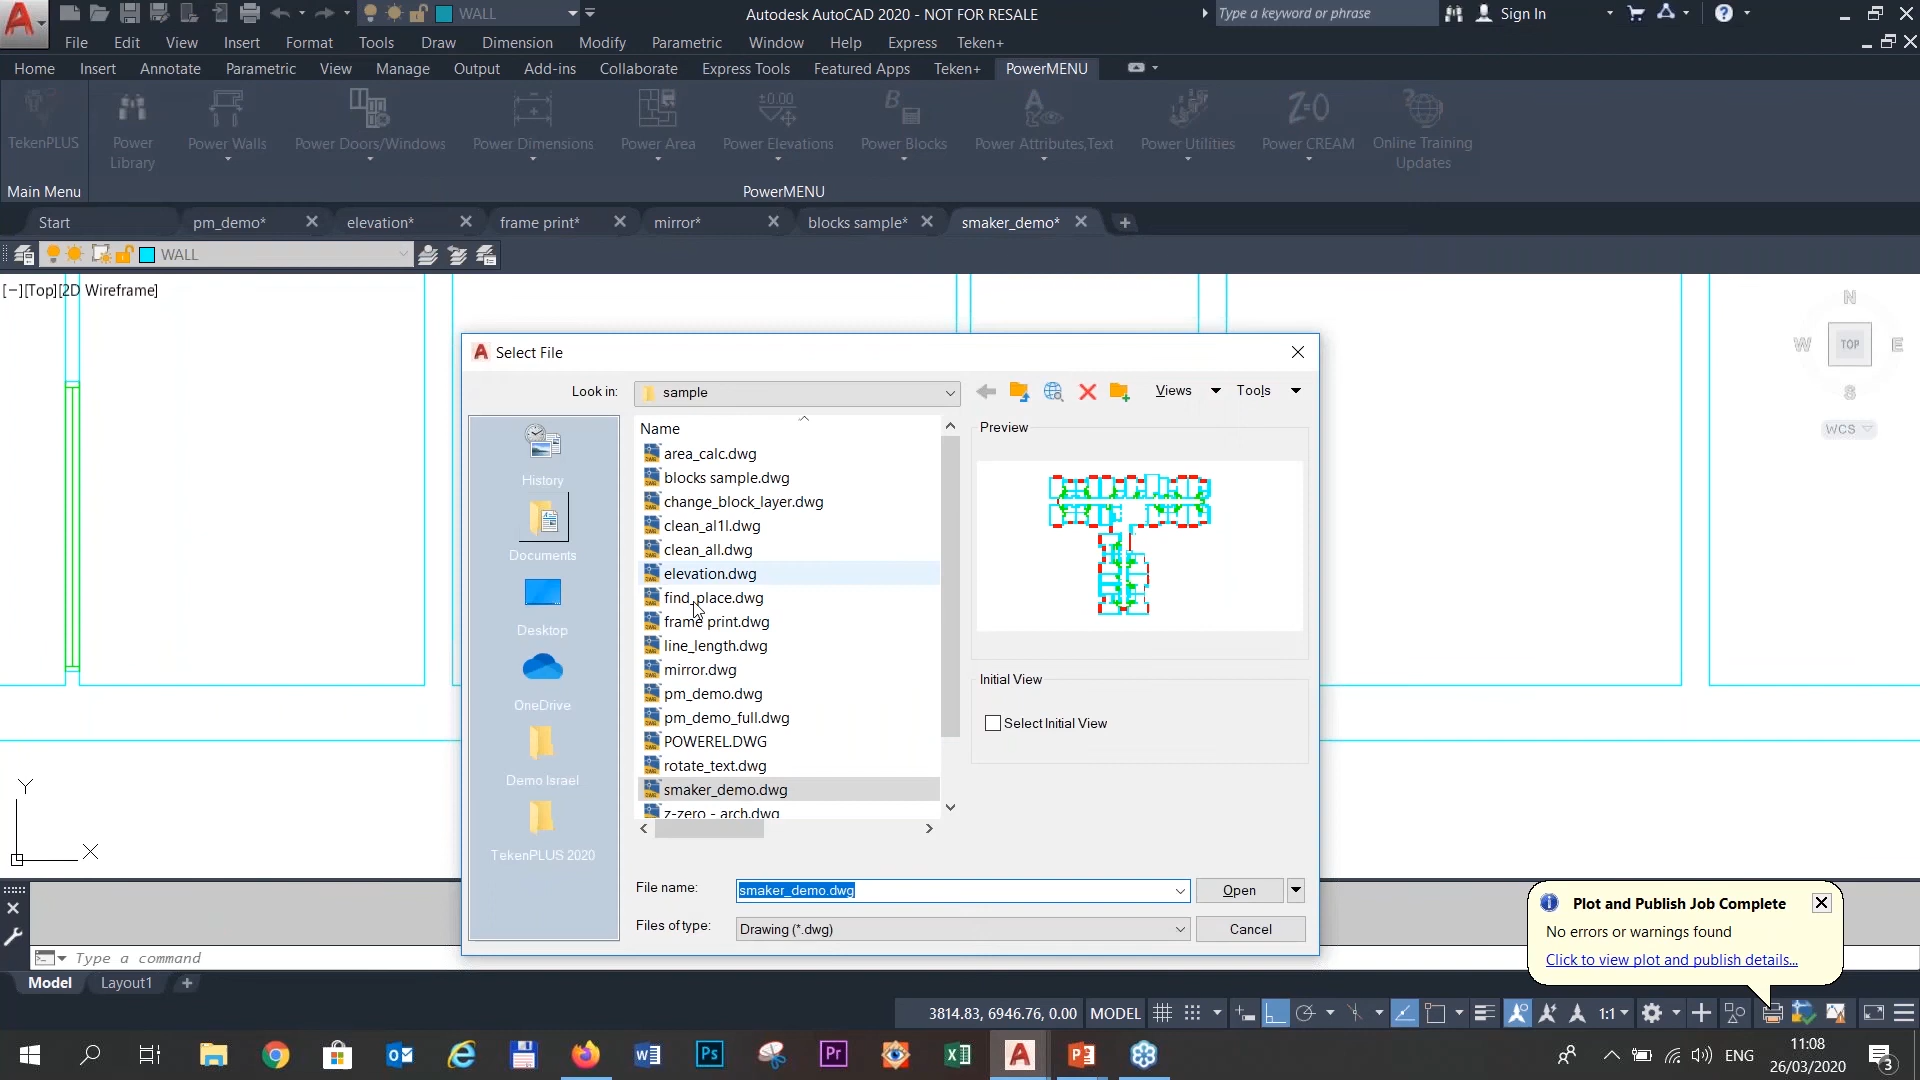 WALL
Autodesk AutoCAD 2020 - NOT FOR RESALE
Type a keyword or phrase
Sign In
File Edit View Insert Format Tools Draw Dimension Modify Parametric Window Help Express Teken+
Home Insert Annotate Parametric View Manage Output Add-ins Collaborate Express Tools Featured Apps Teken+ PowerMENU
TekenPLUS
Power Library
Power Walls
Power Doors/Windows
Power Dimensions
Power Area
±0.00
Power Elevations
Power Blocks
Power Attributes,Text
Power Utilities
Z=0
Power CREAM
Online Training Updates
Main Menu
PowerMENU
Start pm_demo* elevation* frame print* mirror* blocks sample* smaker_demo*
WALL
[−][Top][2D Wireframe]
N
W TOP E
S
WCS
Select File
Look in: sample
Views Tools
History
Documents
Desktop
OneDrive
Demo Israel
TekenPLUS 2020
Name
area_calc.dwg
blocks sample.dwg
change_block_layer.dwg
clean_al1l.dwg
clean_all.dwg
elevation.dwg
find_place.dwg
frame print.dwg
line_length.dwg
mirror.dwg
pm_demo.dwg
pm_demo_full.dwg
POWEREL.DWG
rotate_text.dwg
smaker_demo.dwg
z-zero - arch.dwg
Preview
Initial View
Select Initial View
File name: smaker_demo.dwg Open
Files of type: Drawing (*.dwg) Cancel
Y
X
Plot and Publish Job Complete
No errors or warnings found
Click to view plot and publish details...
Type a command
Model Layout1
3814.83, 6946.76, 0.00 MODEL 1:1
ENG
11:08
26/03/2020
3